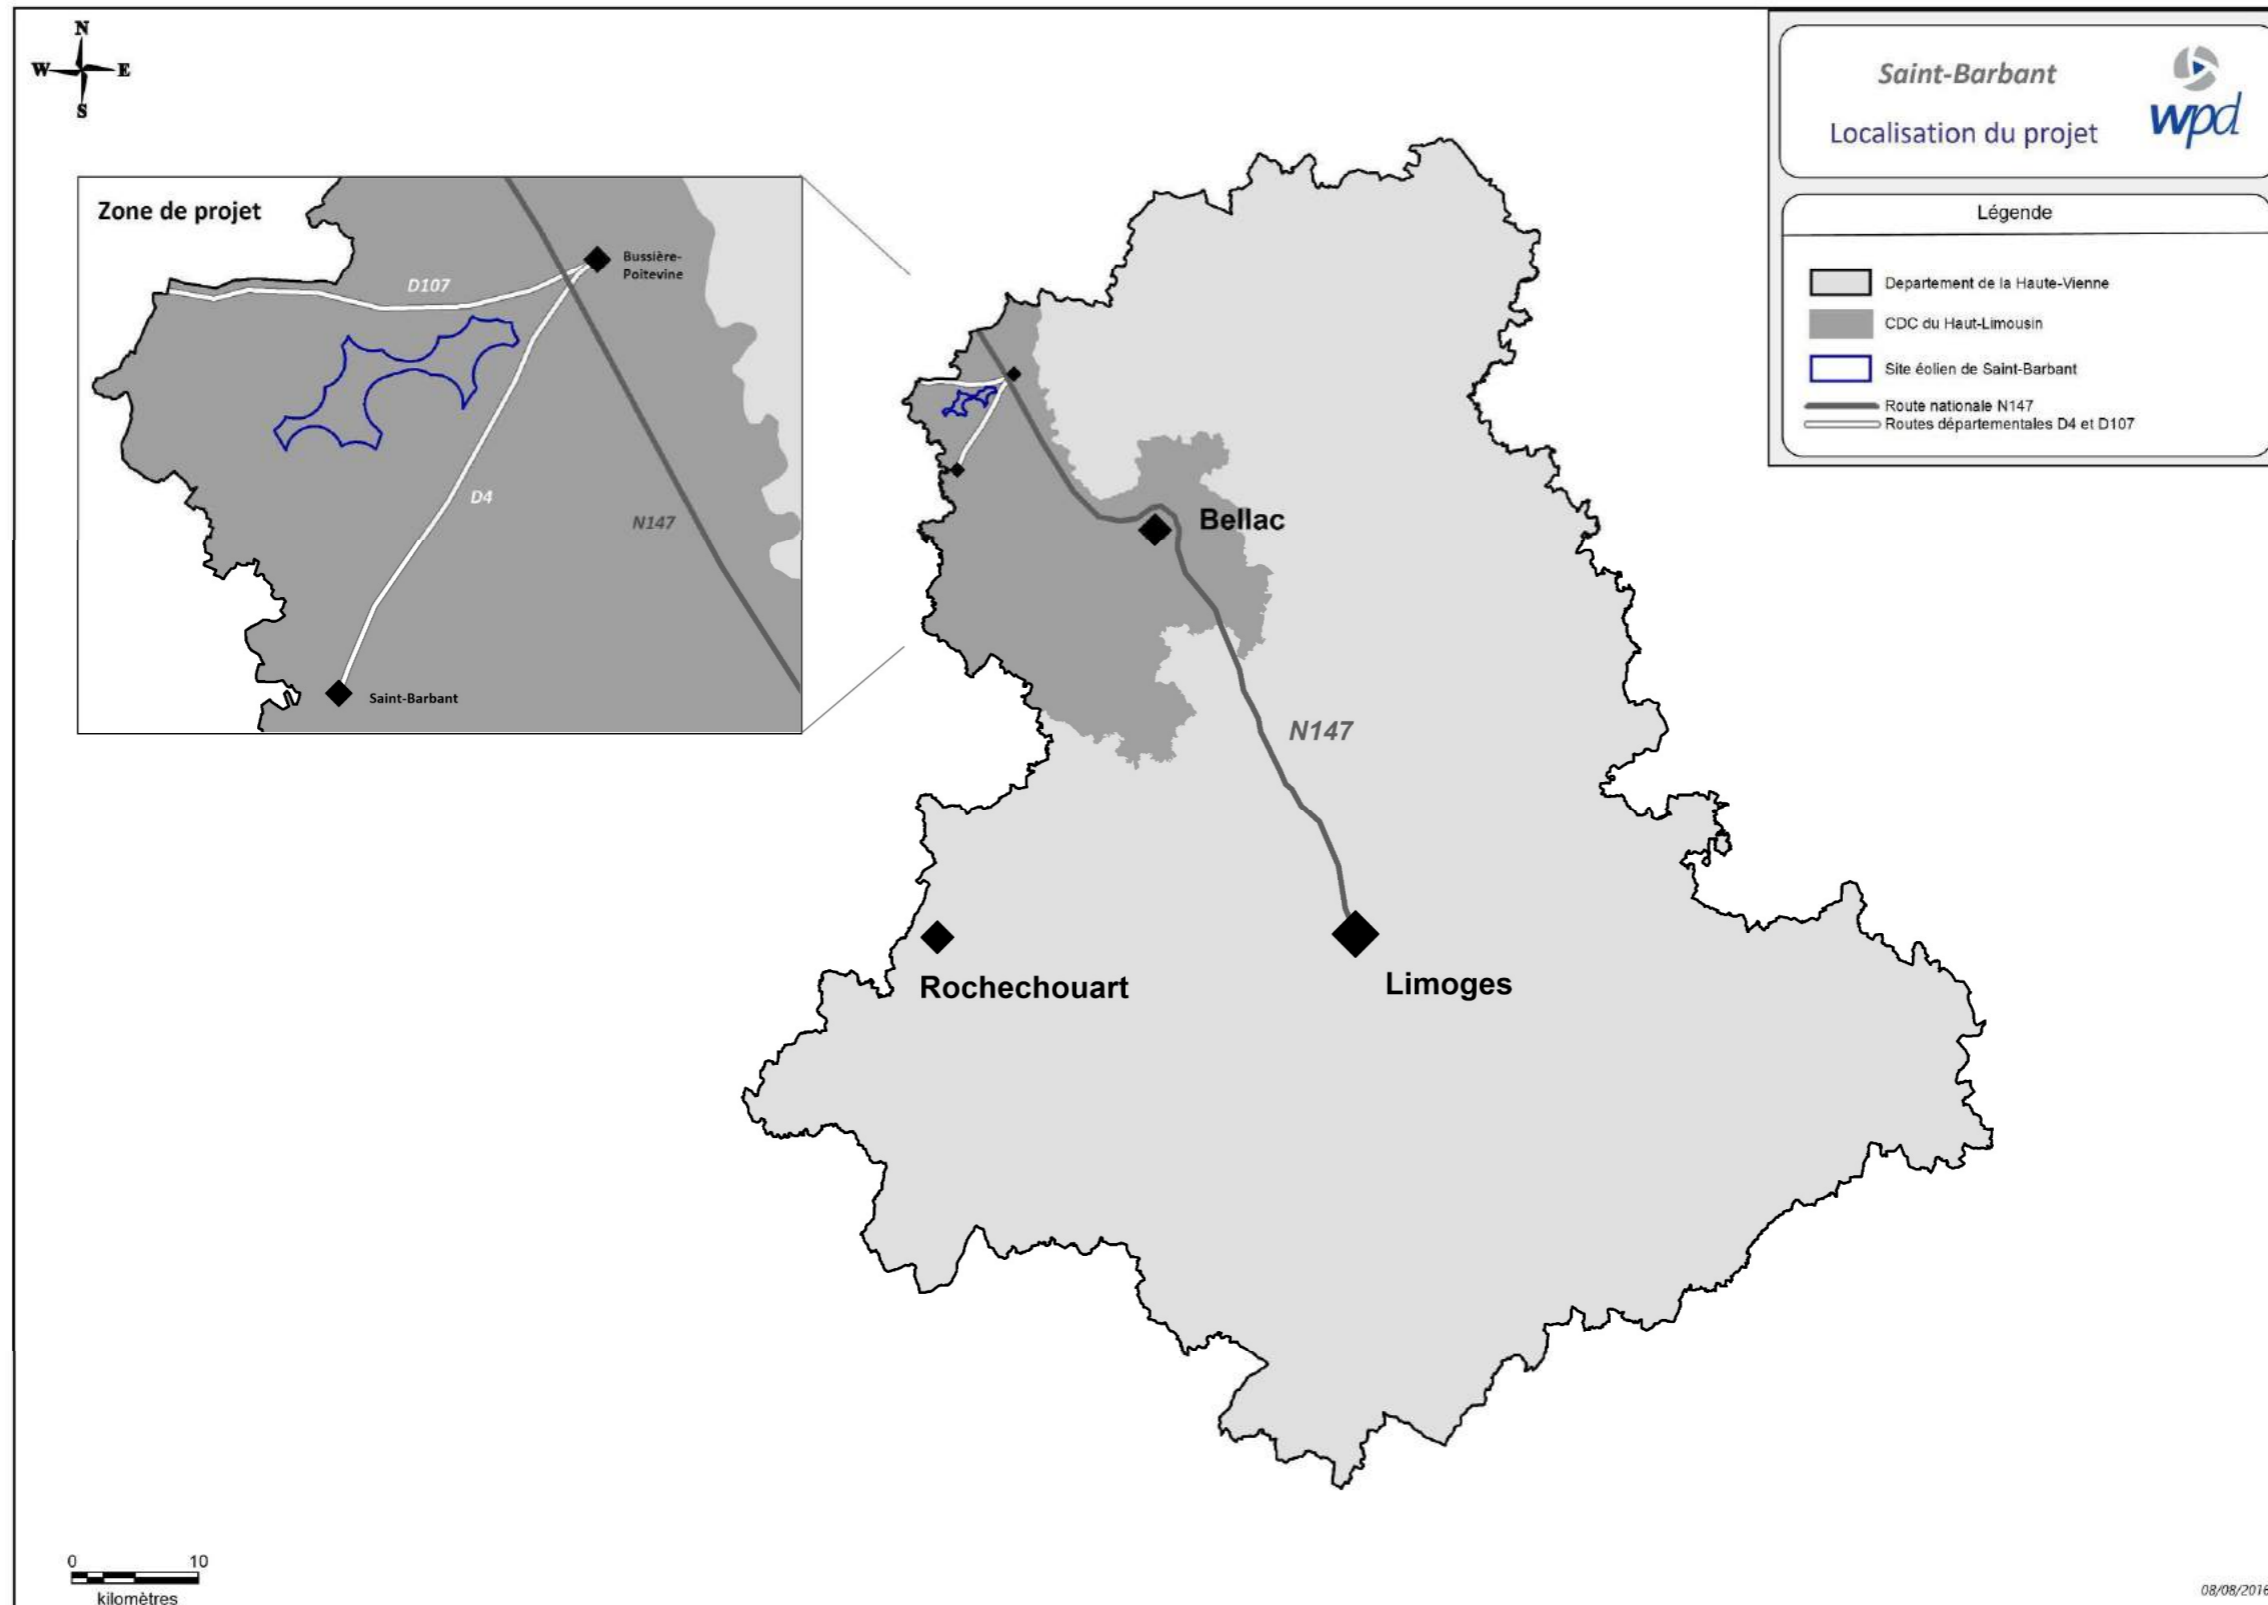 N
W E
S
Saint-Barbant
Localisation du projet
wpd
Légende
Departement de la Haute-Vienne
CDC du Haut-Limousin
Site éolien de Saint-Barbant
Route nationale N147
Routes départementales D4 et D107
Zone de projet
Bussière-
Poitevine
D107
D4
N147
Saint-Barbant
Bellac
N147
Rochechouart
Limoges
0 10
kilomètres
08/08/2016